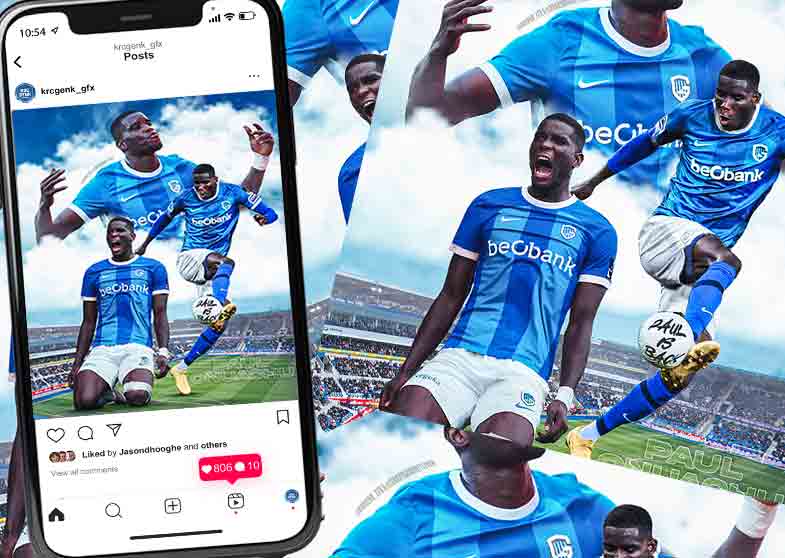 10:54
krcgenk_gfx
Posts
krcgenk_gfx
beObank
beObank
PAUL
IS
BACK
PAUL
ONUACHU
Liked by Jasondhooghe and others
View all comments
806 10
beObank
beObank
beObank
PAUL
IS
BACK
PAUL
ONUACHU